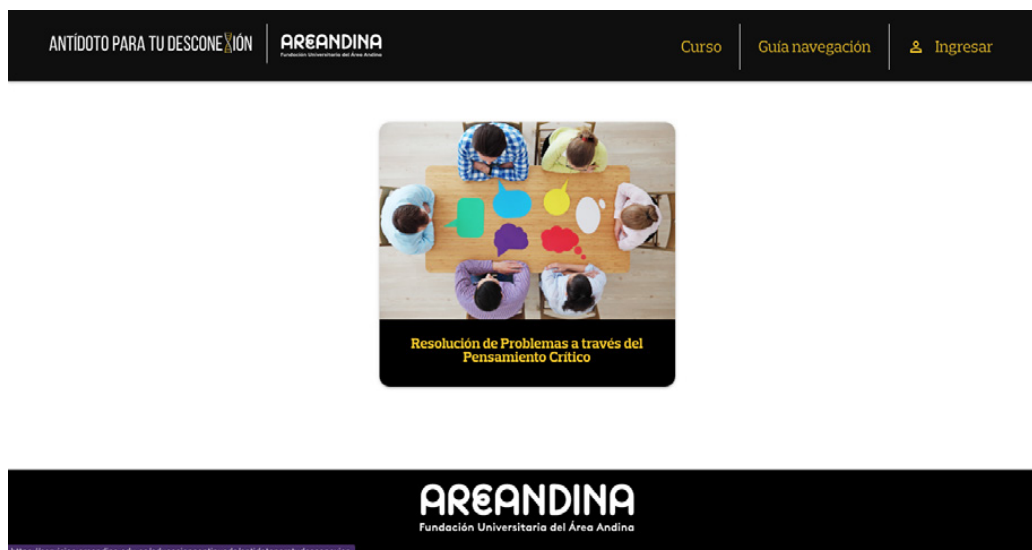 ANTÍDOTO PARA TU DESCONEXIÓN
AREANDINA
Fundación Universitaria del Área Andina
Curso
Guía navegación
Ingresar
Resolución de Problemas a través del
Pensamiento Crítico
AREANDINA
Fundación Universitaria del Área Andina